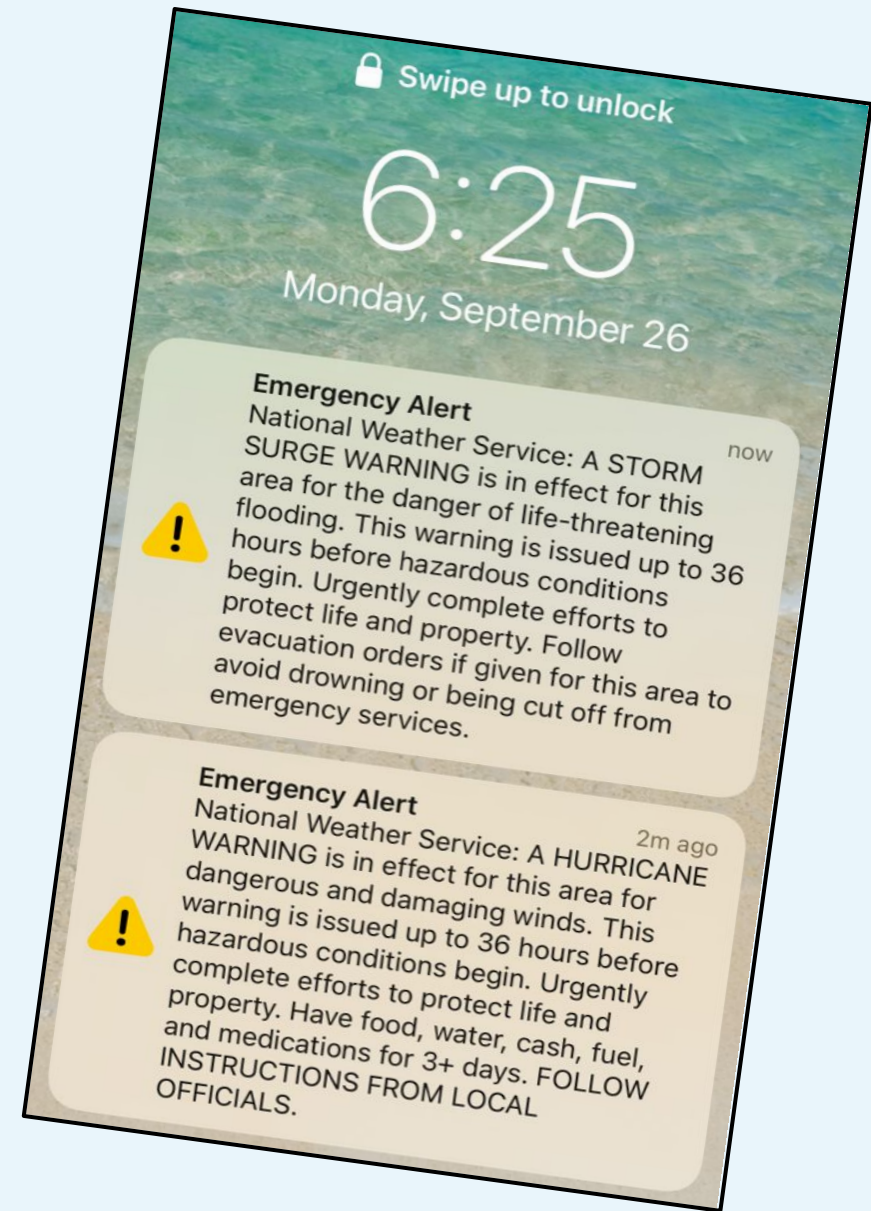 Swipe up to unlock
6:25
Monday, September 26
Emergency Alert
now
National Weather Service: A STORM
SURGE WARNING is in effect for this
area for the danger of life-threatening
flooding. This warning is issued up to 36
hours before hazardous conditions
begin. Urgently complete efforts to
protect life and property. Follow
evacuation orders if given for this area to
avoid drowning or being cut off from
emergency services.
Emergency Alert
2m ago
National Weather Service: A HURRICANE
WARNING is in effect for this area for
dangerous and damaging winds. This
warning is issued up to 36 hours before
hazardous conditions begin. Urgently
complete efforts to protect life and
property. Have food, water, cash, fuel,
and medications for 3+ days. FOLLOW
INSTRUCTIONS FROM LOCAL
OFFICIALS.